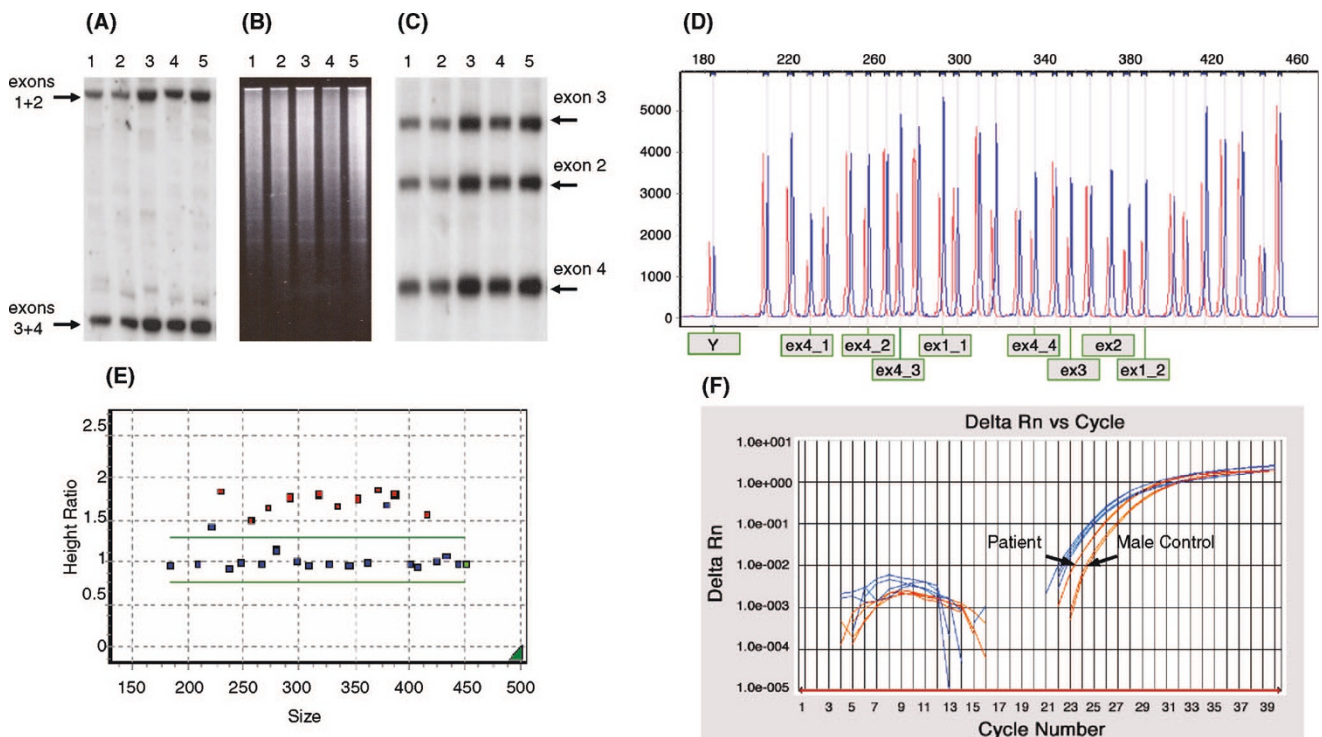 (A)
1 2 3 4 5
exons
1+2
exons
3+4
(B)
1 2 3 4 5
(C)
1 2 3 4 5
exon 3
exon 2
exon 4
(D)
180 220 260 300 340 380 420 460
5000
4000
3000
2000
1000
0
Y ex4_1 ex4_2 ex1_1 ex4_4 ex2
ex4_3 ex3 ex1_2
(E)
Height Ratio
2.5
2
1.5
1
0.5
0
150 200 250 300 350 400 450 500
Size
(F)
Delta Rn vs Cycle
Delta Rn
1.0e+001
1.0e+000
1.0e-001
1.0e-002
1.0e-003
1.0e-004
1.0e-005
Patient Male Control
1 3 5 7 9 11 13 15 17 19 21 23 25 27 29 31 33 35 37 39
Cycle Number